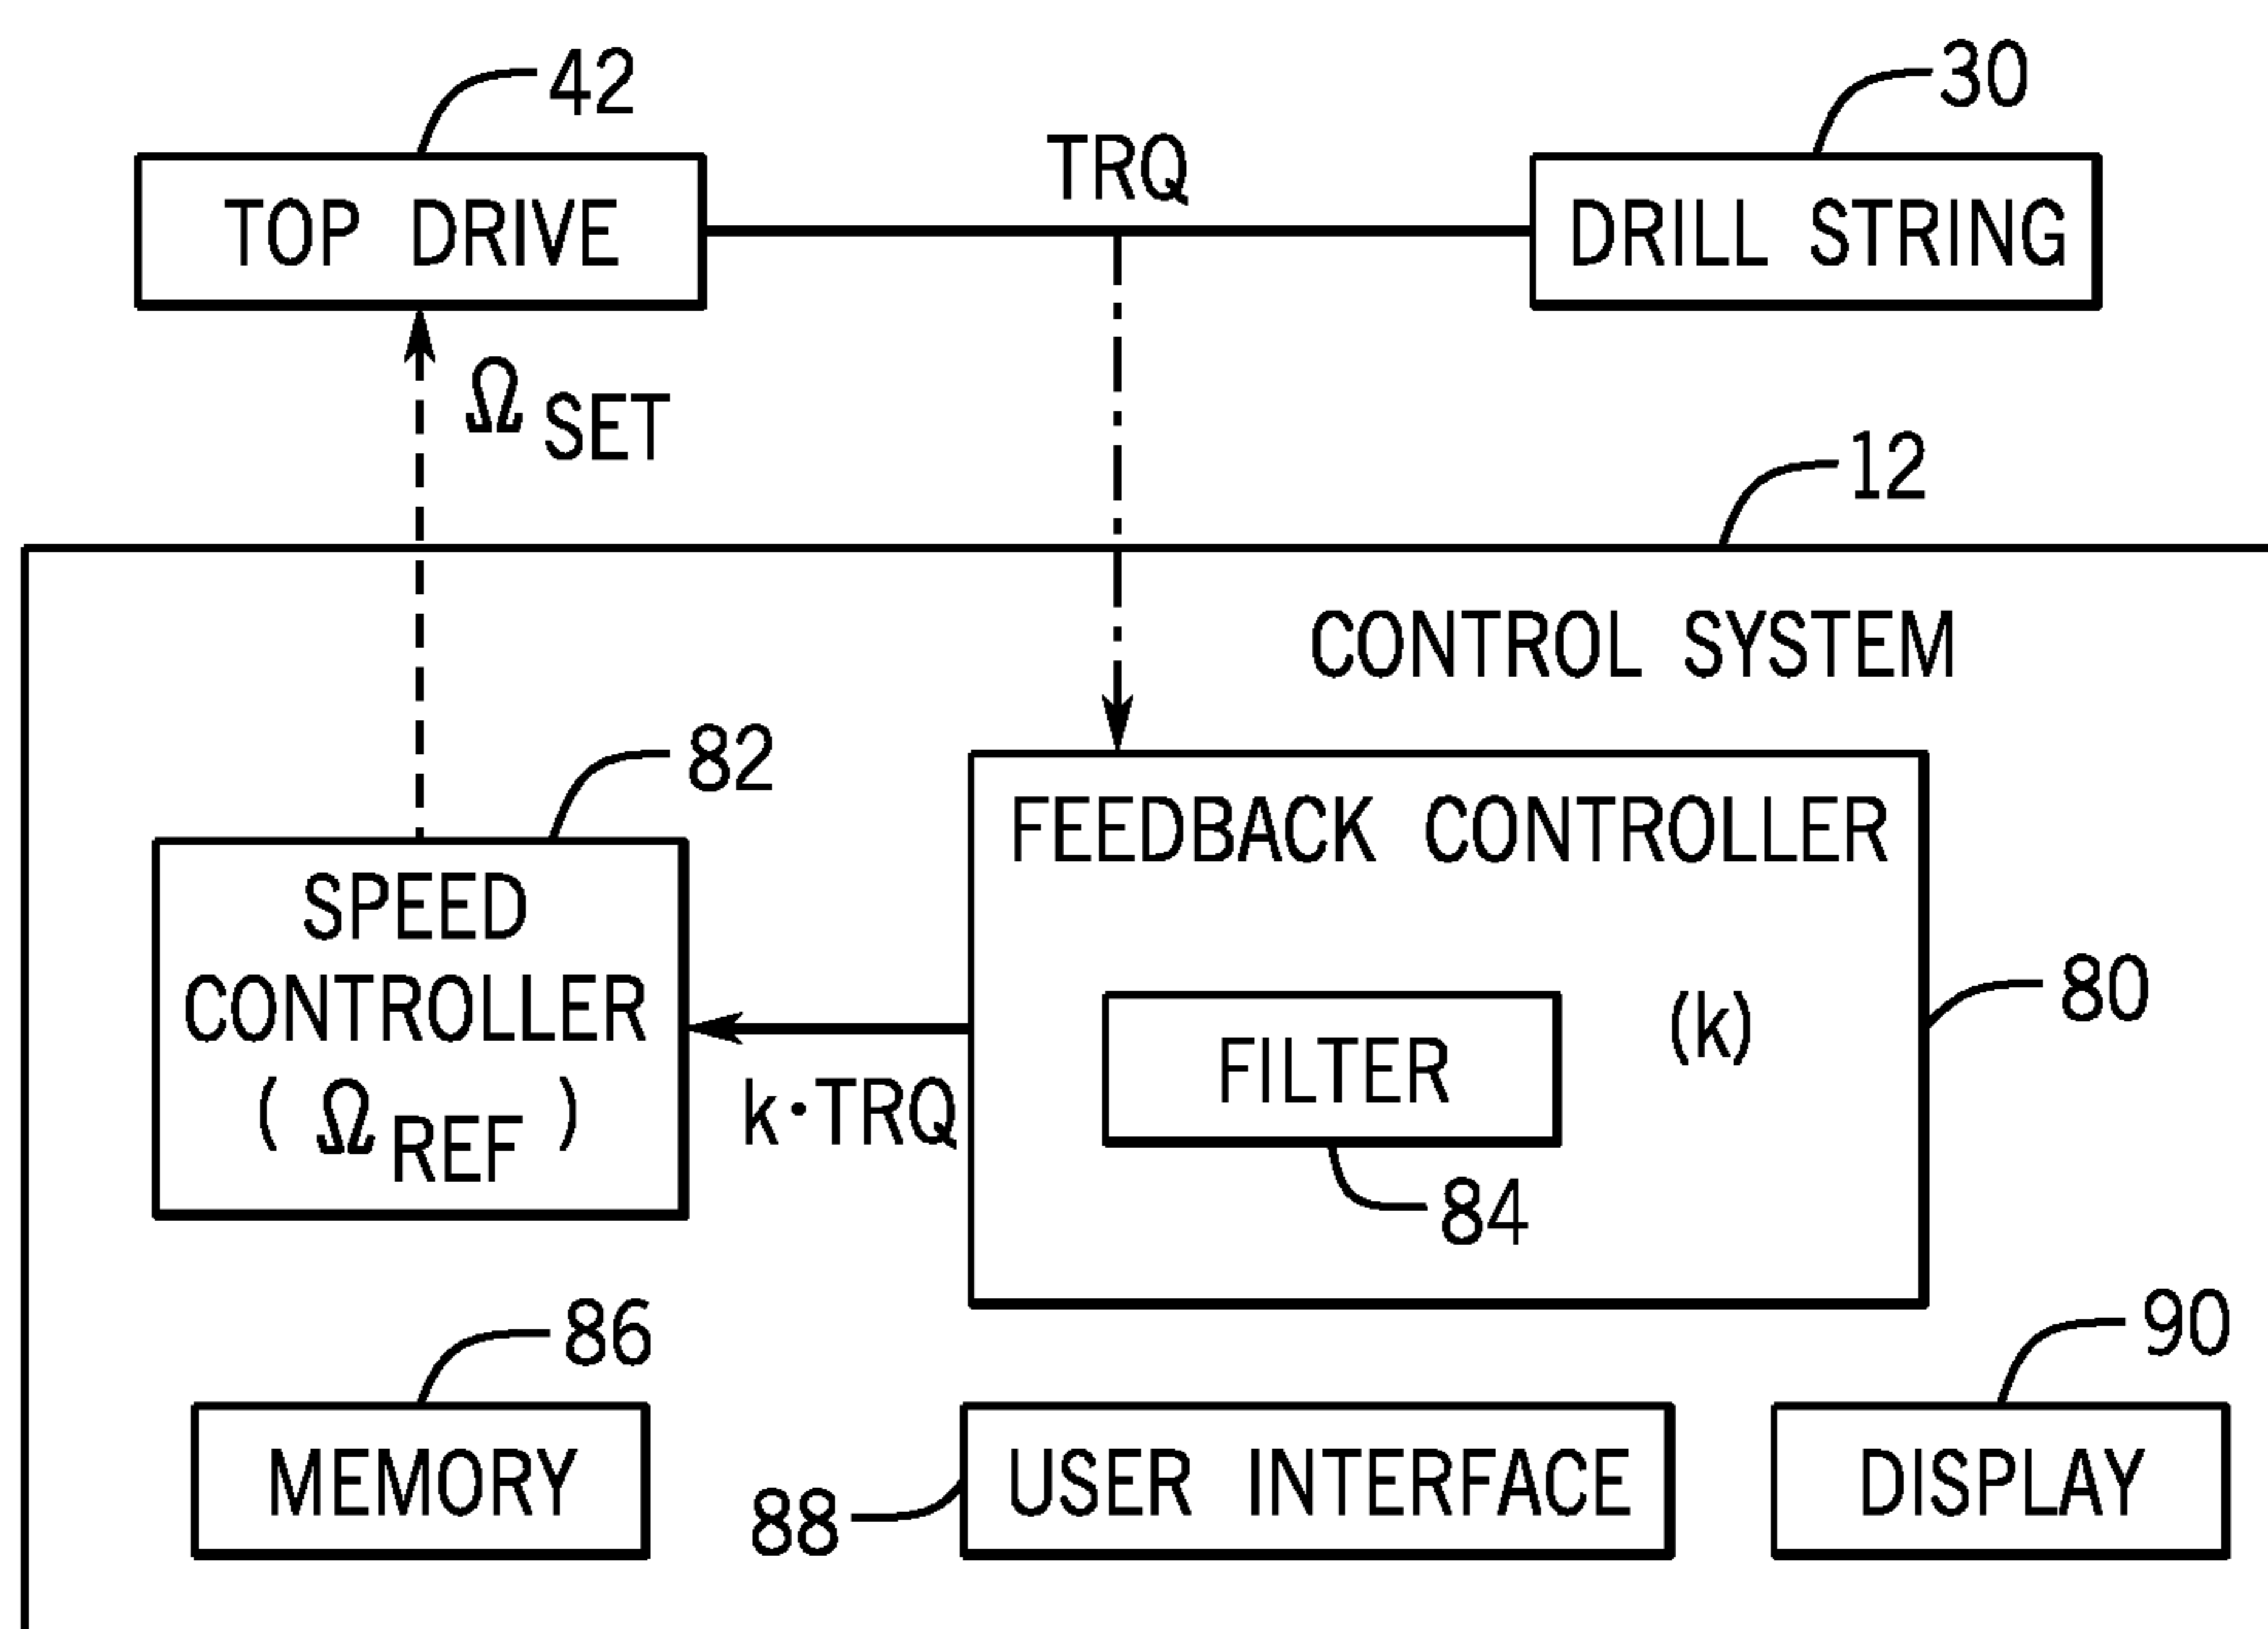 42
30
TRQ
TOP DRIVE
DRILL STRING
Ω SET
12
CONTROL SYSTEM
82
FEEDBACK CONTROLLER
SPEED
CONTROLLER
( Ω REF )
80
(k)
FILTER
k·TRQ
84
86
90
MEMORY
USER INTERFACE
DISPLAY
88